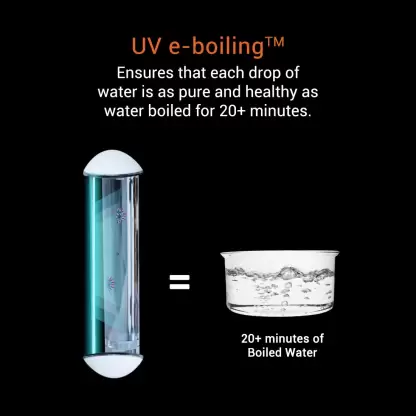 UV e-boiling™
Ensures that each drop of
water is as pure and healthy as
water boiled for 20+ minutes.
=
20+ minutes of
Boiled Water